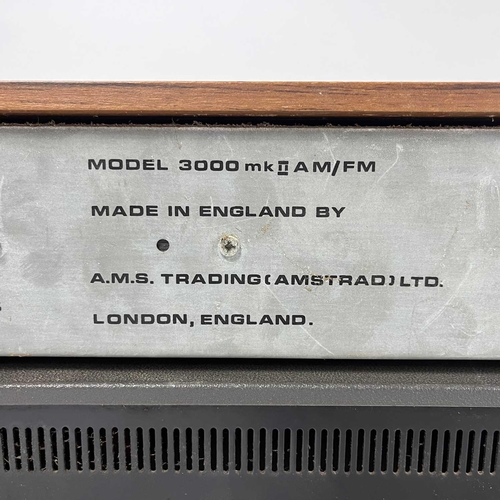 MODEL 3000 mk II AM/FM
MADE IN ENGLAND BY
A.M.S. TRADING (AMSTRAD) LTD.
LONDON, ENGLAND.